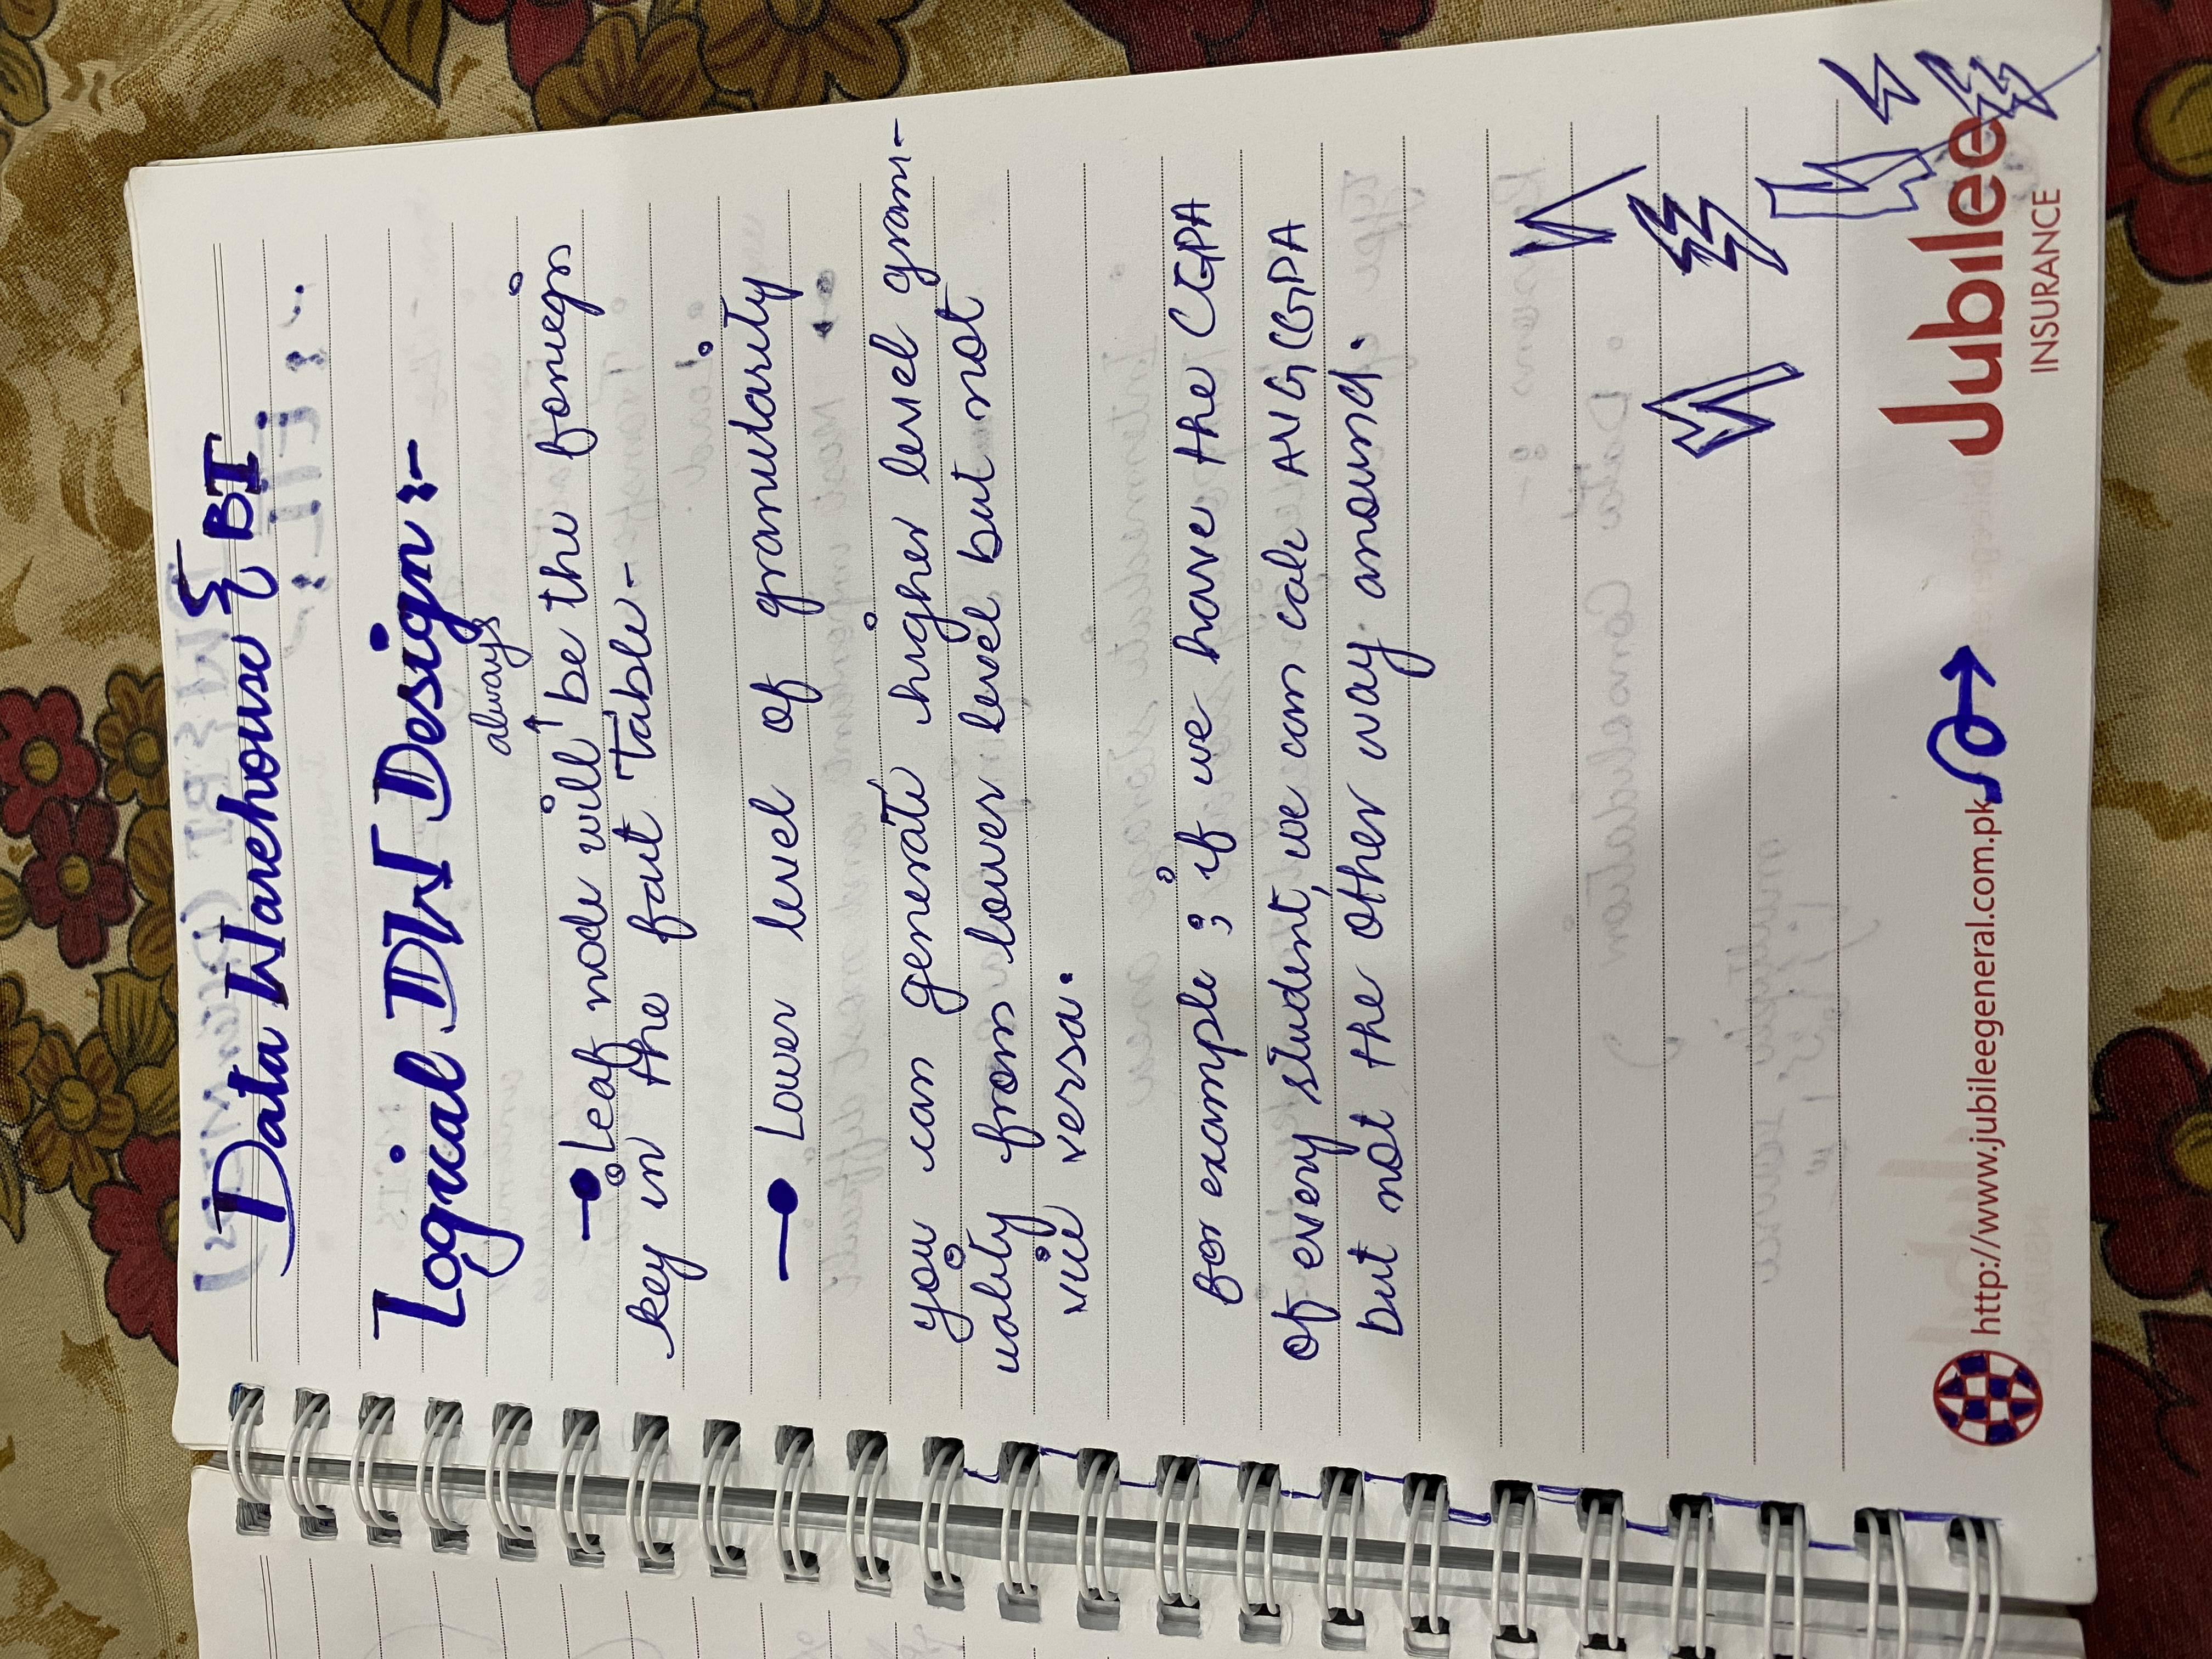 Data Warehouse & BI
Logical DW Design :-
always
↑
Leaf node will be the foriegn
key in the fact Table -
Lower level of granularity
you can generate higher level gran-
uality from lower level but not
vice versa.
for example ; if we have the CGPA
of every student, we can calc AVG CGPA
but not the other way around.
http://www.jubileegeneral.com.pk
Jubilee
INSURANCE